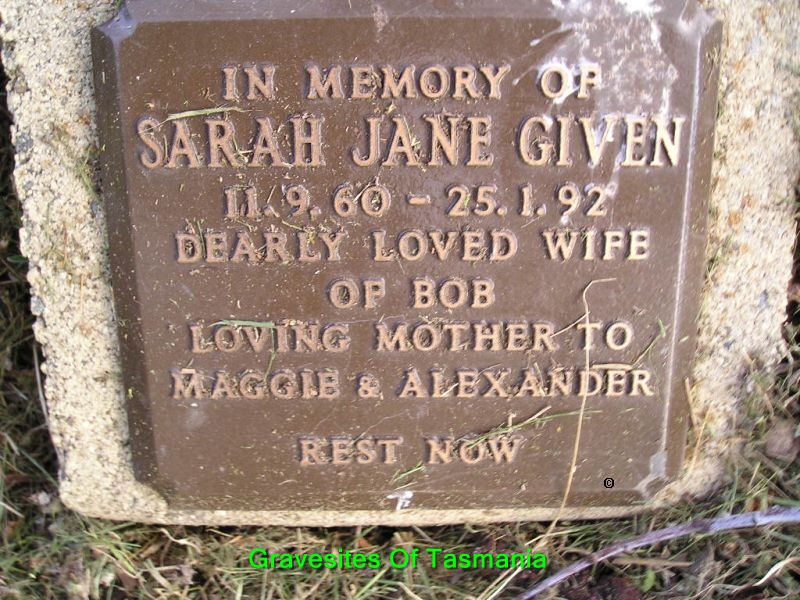 IN MEMORY OF
SARAH JANE GIVEN
11. 9. 60 - 25. 1. 92
DEARLY LOVED WIFE
OF BOB
LOVING MOTHER TO
MAGGIE & ALEXANDER
REST NOW
©
Gravesites Of Tasmania